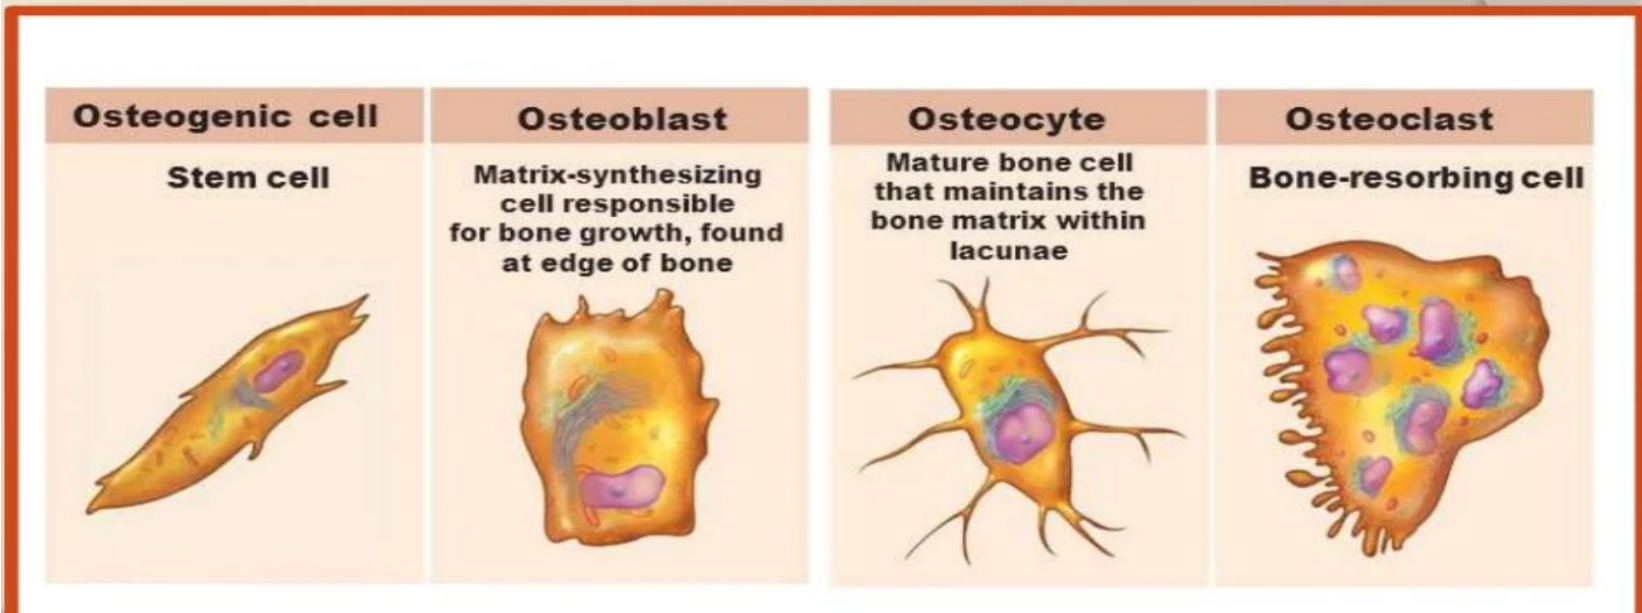 Osteogenic cell
Stem cell
Osteoblast
Matrix-synthesizing
cell responsible
for bone growth, found
at edge of bone
Osteocyte
Mature bone cell
that maintains the
bone matrix within
lacunae
Osteoclast
Bone-resorbing cell